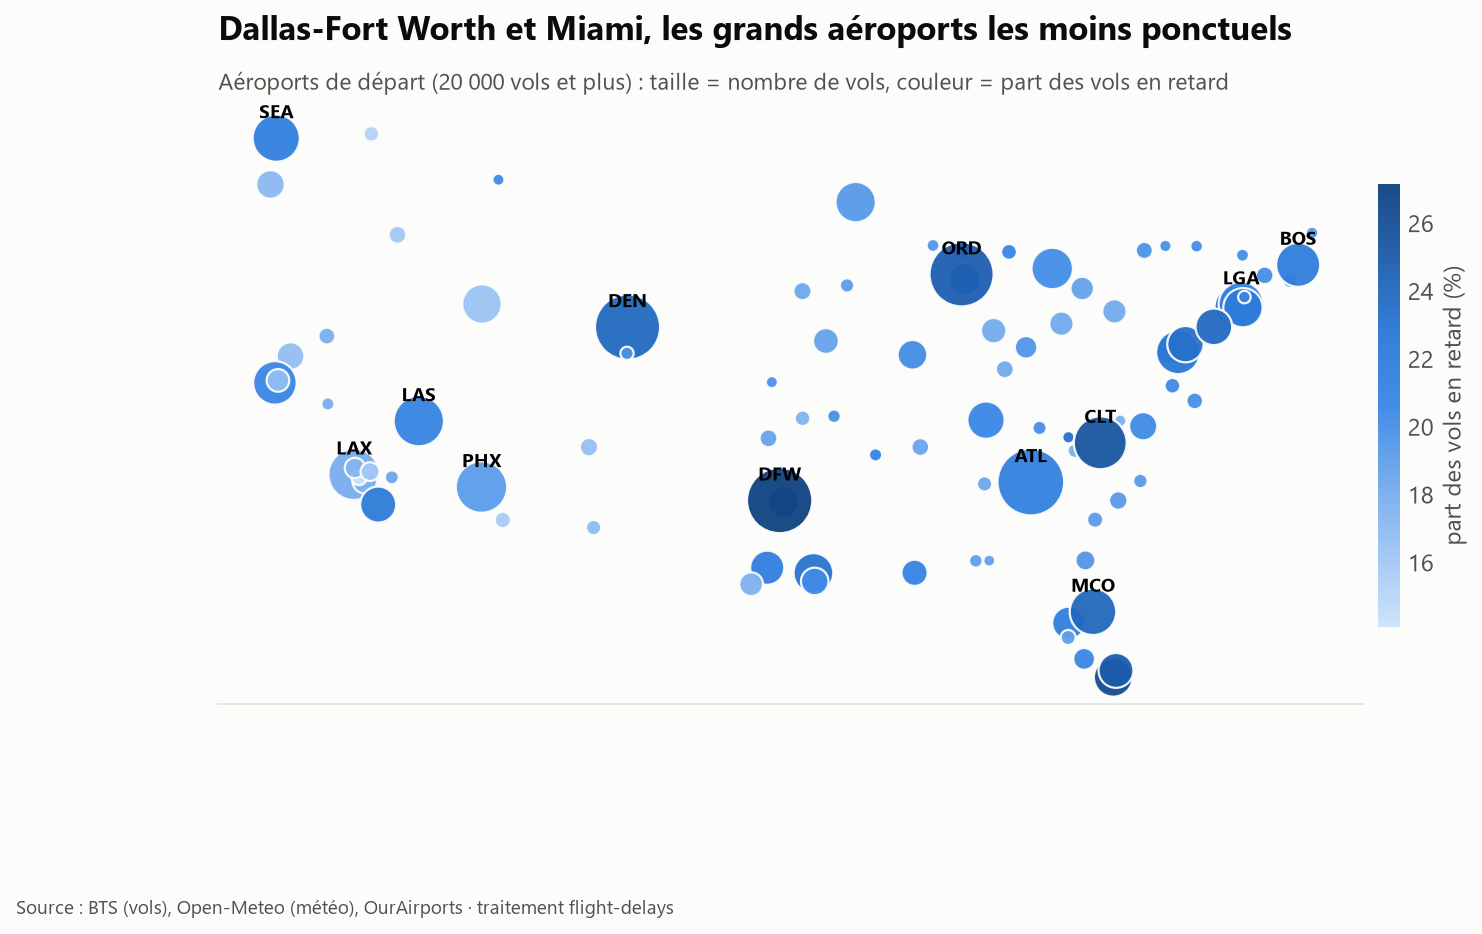 Dallas-Fort Worth et Miami, les grands aéroports les moins ponctuels
Aéroports de départ (20 000 vols et plus) : taille = nombre de vols, couleur = part des vols en retard
SEA
BOS
ORD
LGA
DEN
LAS
CLT
LAX
ATL
PHX
DFW
MCO
26
24
22
20
18
16
part des vols en retard (%)
Source : BTS (vols), Open-Meteo (météo), OurAirports · traitement flight-delays